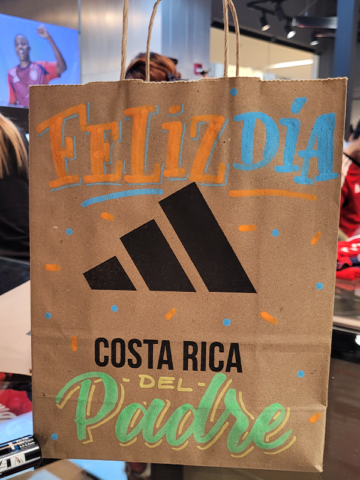 FELIZ DÍA
COSTA RICA
-DEL-
Padre